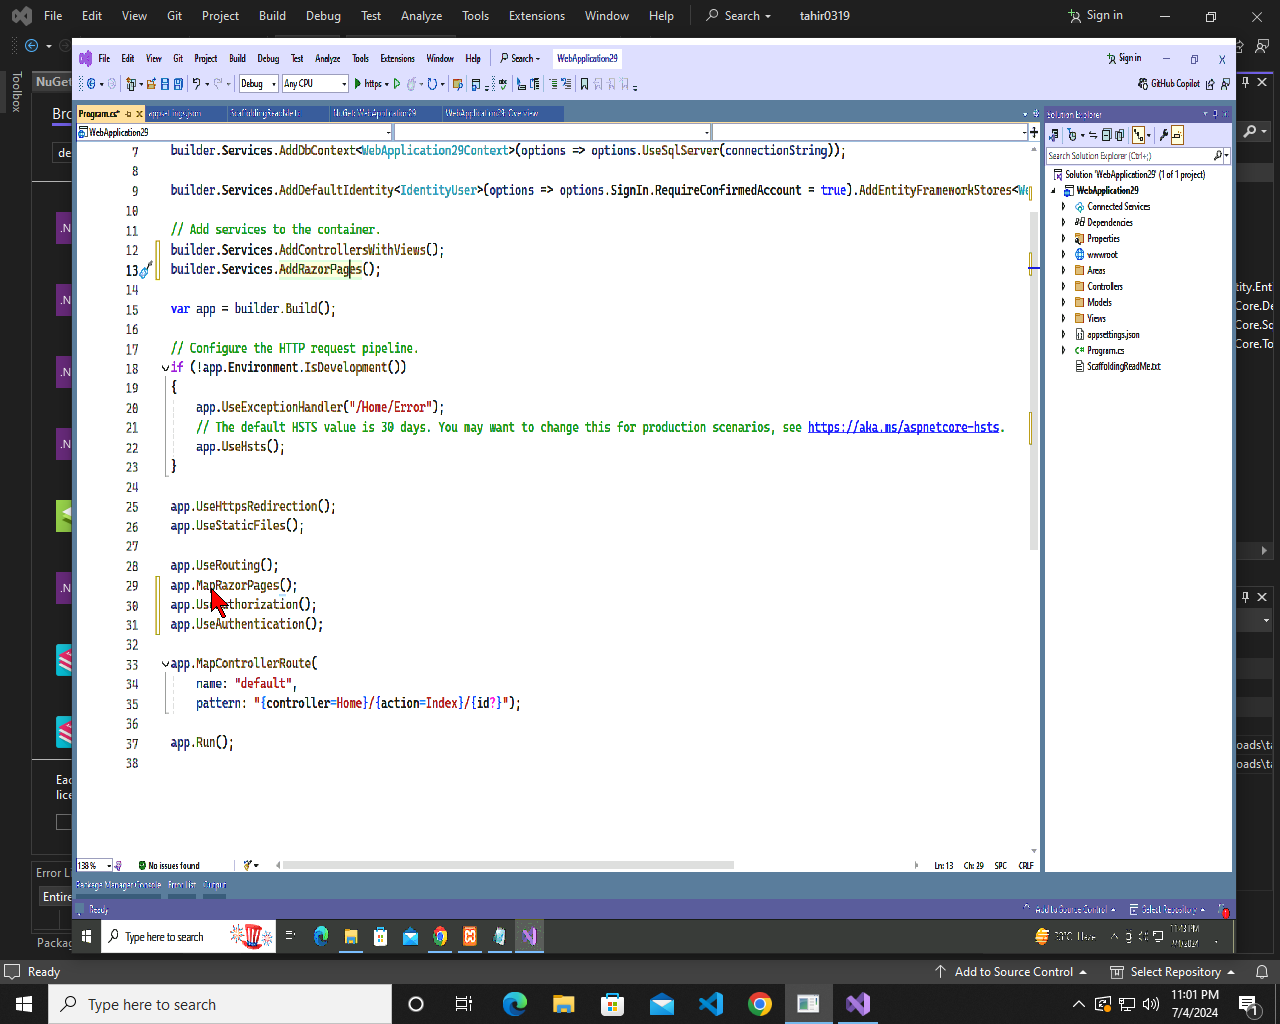 File Edit View Git Project Build Debug Test Analyze Tools Extensions Window Help Search tahir0319 Sign in
File Edit View Git Project Build Debug Test Analyze Tools Extensions Window Help Search WebApplication29 Sign in
Debug Any CPU https GitHub Copilot
NuGet
Toolbox
Bro
de
Program.cs* appsettings.json ScaffoldingReadMe.txt NuGet: WebApplication29 WebApplication29: Overview
WebApplication29
7 builder.Services.AddDbContext<WebApplication29Context>(options => options.UseSqlServer(connectionString));
8
9 builder.Services.AddDefaultIdentity<IdentityUser>(options => options.SignIn.RequireConfirmedAccount = true).AddEntityFrameworkStores<We
10
11 // Add services to the container.
12 builder.Services.AddControllersWithViews();
13 builder.Services.AddRazorPages();
14
15 var app = builder.Build();
16
17 // Configure the HTTP request pipeline.
18 if (!app.Environment.IsDevelopment())
19 {
20 app.UseExceptionHandler("/Home/Error");
21 // The default HSTS value is 30 days. You may want to change this for production scenarios, see https://aka.ms/aspnetcore-hsts.
22 app.UseHsts();
23 }
24
25 app.UseHttpsRedirection();
26 app.UseStaticFiles();
27
28 app.UseRouting();
29 app.MapRazorPages();
30 app.UseAuthorization();
31 app.UseAuthentication();
32
33 app.MapControllerRoute(
34 name: "default",
35 pattern: "{controller=Home}/{action=Index}/{id?}");
36
37 app.Run();
38
Solution Explorer
Search Solution Explorer (Ctrl+;)
Solution 'WebApplication29' (1 of 1 project)
WebApplication29
Connected Services
Dependencies
Properties
wwwroot
Areas
Controllers
Models
Views
appsettings.json
Program.cs
ScaffoldingReadMe.txt
tity.Ent
Core.De
Core.Sc
Core.To
oads\ta
oads\ta
.N
.N
.N
.N
.N
Eac
lice
Error Li
Entire
Packag
138 % No issues found Ln: 13 Ch: 29 SPC CRLF
Package Manager Console Error List Output
Ready Add to Source Control Select Repository
Type here to search Haze 7/4/2024
Ready Add to Source Control Select Repository
Type here to search 11:01 PM
7/4/2024
1